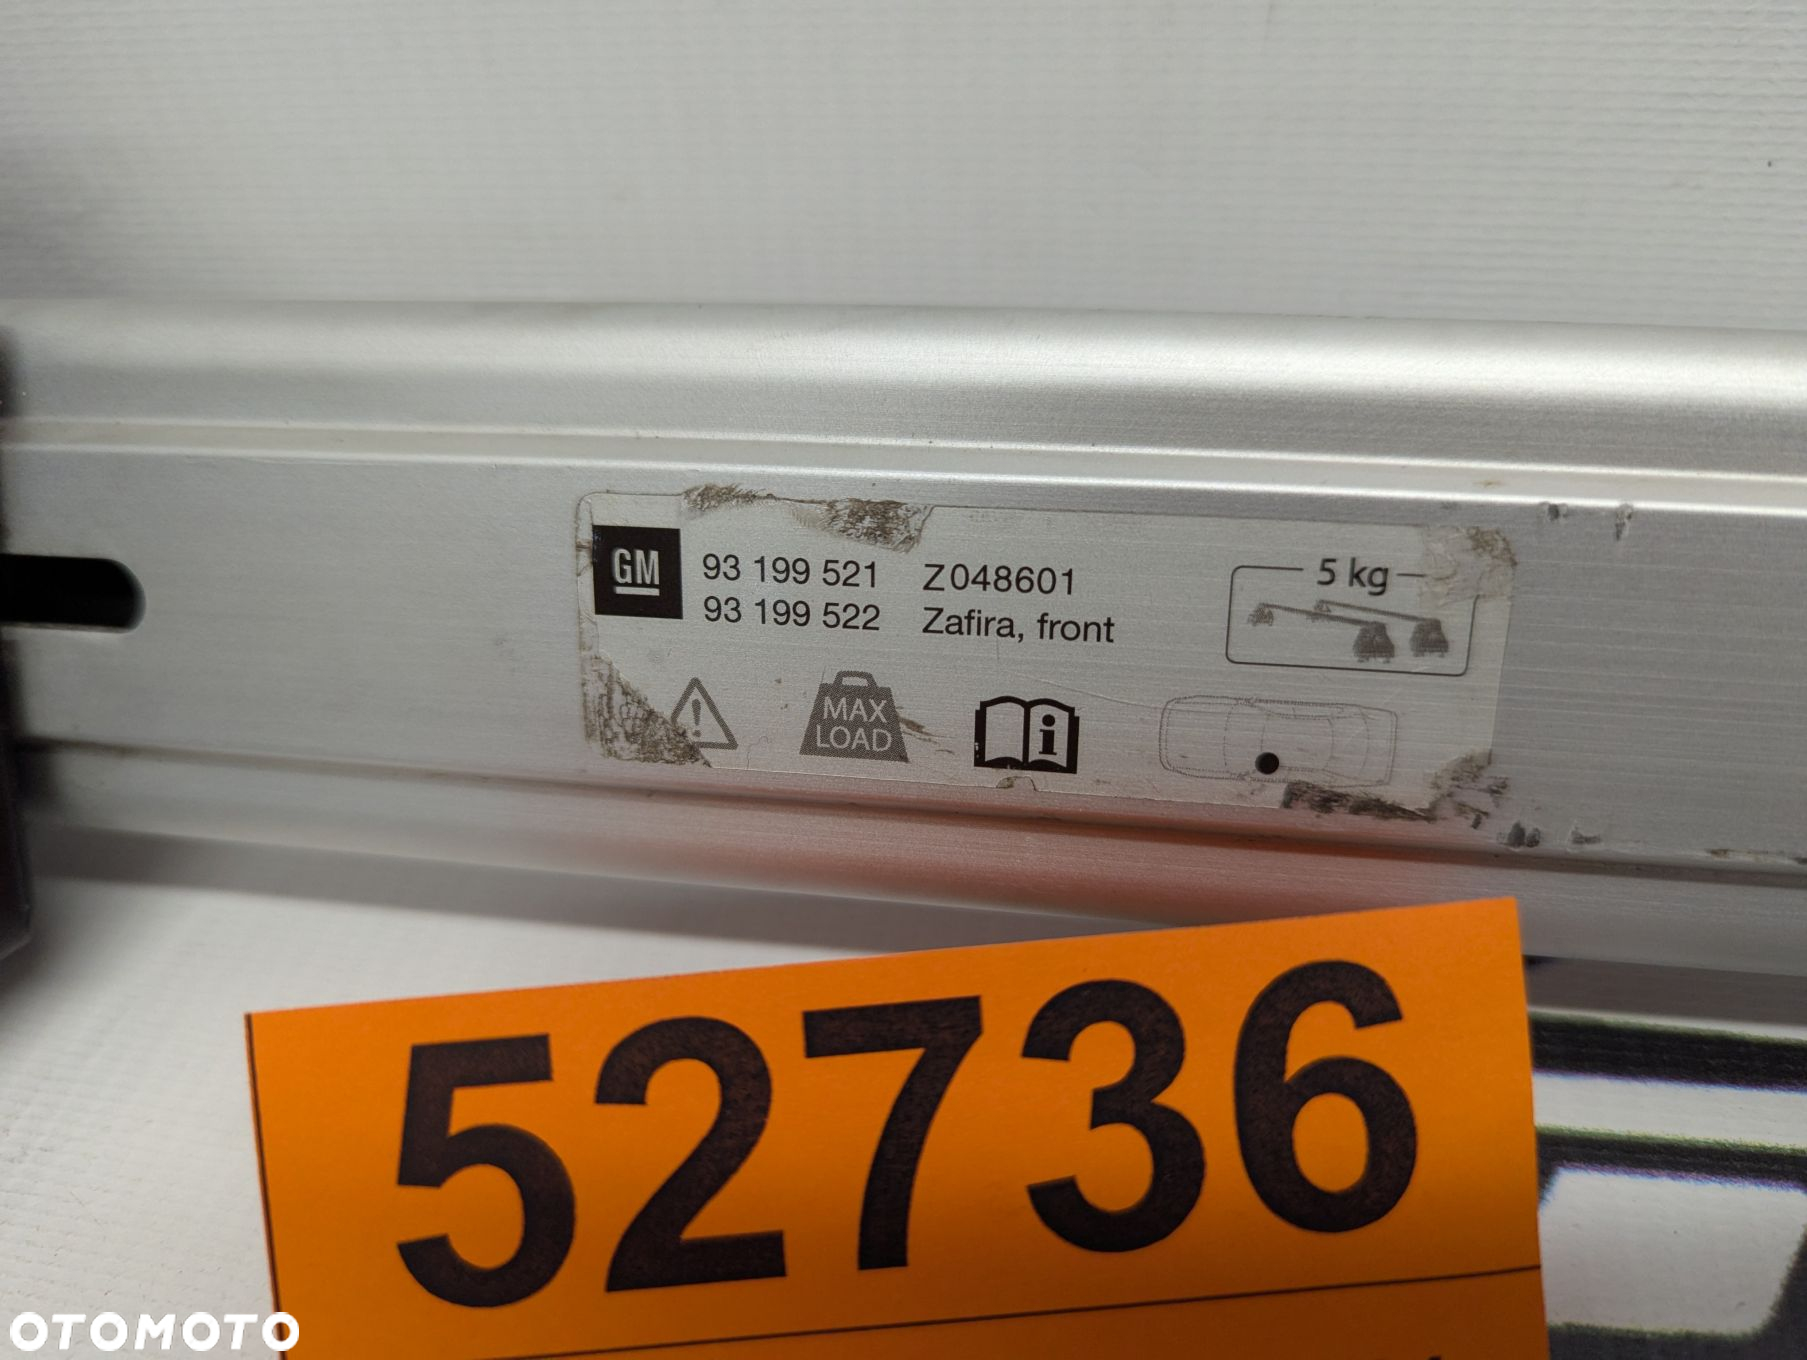 GM
93 199 521 Z048601
93 199 522 Zafira, front
5 kg
MAX
LOAD
52736
OTOMOTO